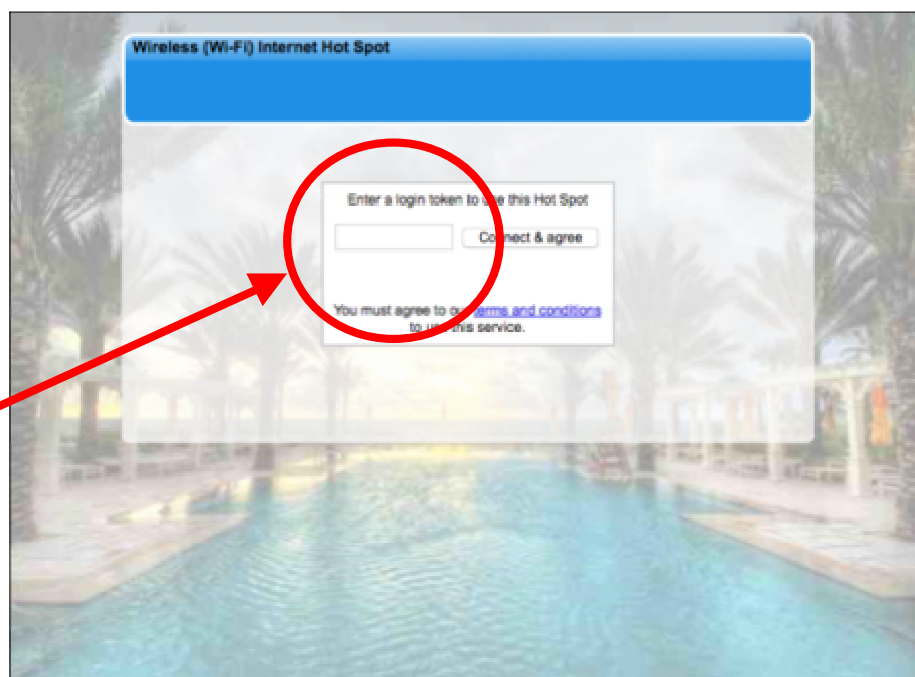 Wireless (Wi-Fi) Internet Hot Spot
Enter a login token to use this Hot Spot
Connect & agree
You must agree to our terms and conditions
to use this service.